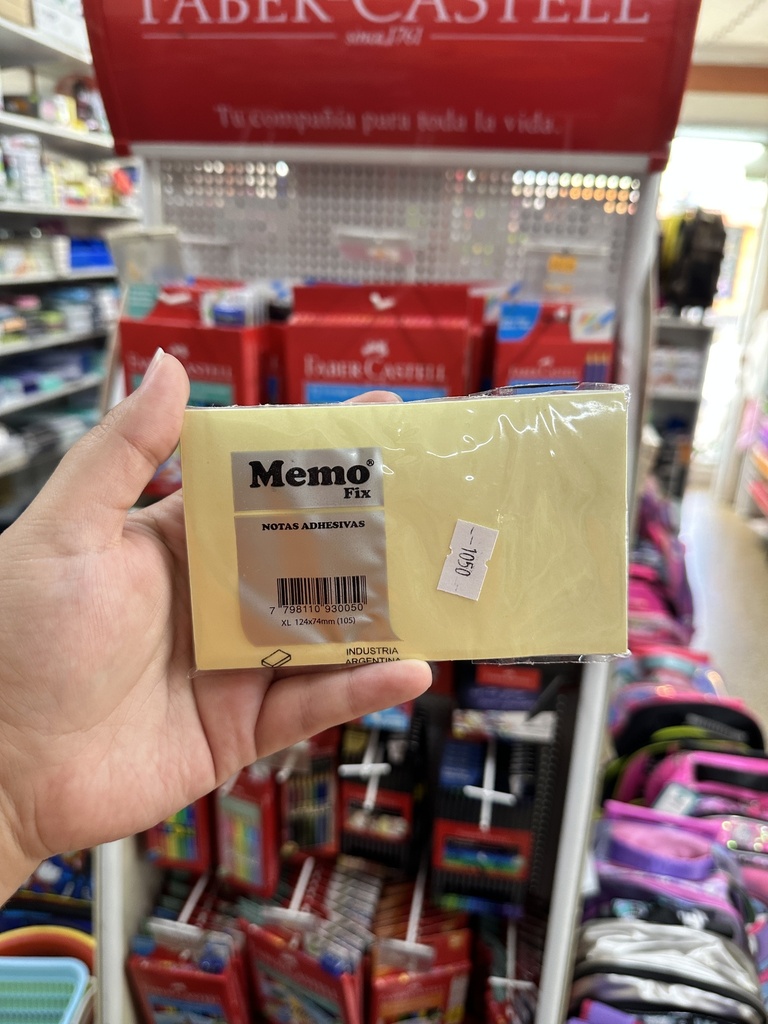 FABER-CASTELL
since 1761
Tu compañía para toda la vida.
FABER-CASTELL
Memo®
Fix
NOTAS ADHESIVAS
--1050--
7 798110 930050
XL 124x74mm (105)
INDUSTRIA
ARGENTINA